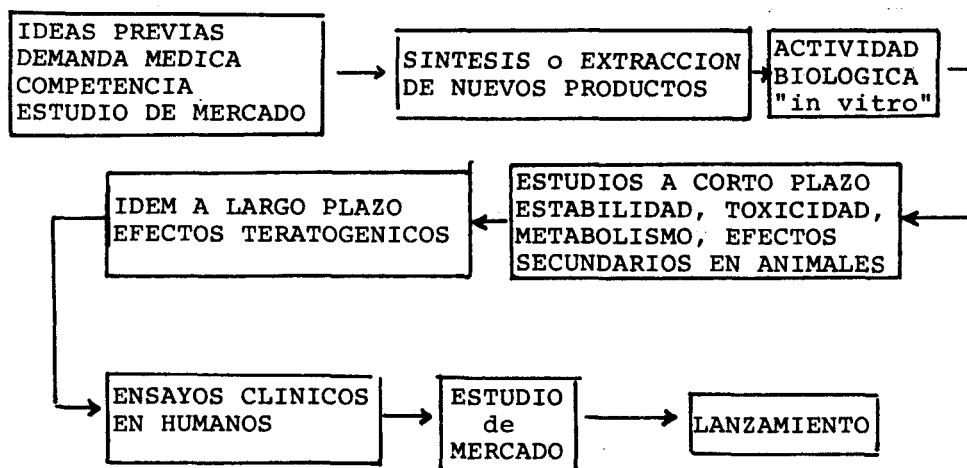 IDEAS PREVIAS
DEMANDA MEDICA
COMPETENCIA
ESTUDIO DE MERCADO
SINTESIS o EXTRACCION
DE NUEVOS PRODUCTOS
ACTIVIDAD
BIOLOGICA
"in vitro"
ESTUDIOS A CORTO PLAZO
ESTABILIDAD, TOXICIDAD,
METABOLISMO, EFECTOS
SECUNDARIOS EN ANIMALES
IDEM A LARGO PLAZO
EFECTOS TERATOGENICOS
ENSAYOS CLINICOS
EN HUMANOS
ESTUDIO
de
MERCADO
LANZAMIENTO